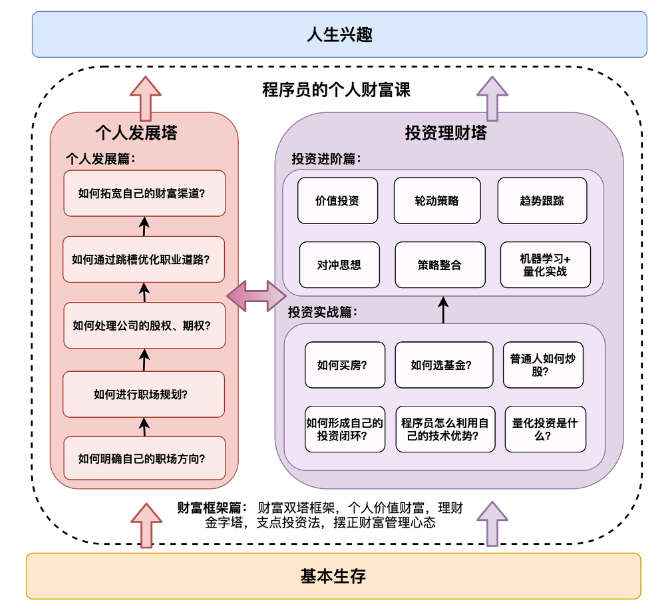 人生兴趣
程序员的个人财富课
个人发展塔
个人发展篇：
如何拓宽自己的财富渠道？
如何通过跳槽优化职业道路？
如何处理公司的股权、期权？
如何进行职场规划？
如何明确自己的职场方向？
投资理财塔
投资进阶篇：
价值投资
轮动策略
趋势跟踪
对冲思想
策略整合
机器学习+
量化实战
投资实战篇：
如何买房？
如何选基金？
普通人如何炒
股？
如何形成自己的
投资闭环？
程序员怎么利用自
己的技术优势？
量化投资是什
么？
财富框架篇： 财富双塔框架，个人价值财富，理财
金字塔，支点投资法，摆正财富管理心态
基本生存